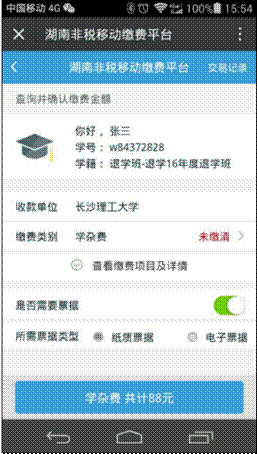 中国移动 4G 100% 15:54
湖南非税移动缴费平台
湖南非税移动缴费平台 交易记录
查询并确认缴费金额
你好，张三
学号： w84372828
学籍： 退学班-退学16年度退学班
收款单位 长沙理工大学
缴费类别 学杂费 未缴清
查看缴费项目及详情
是否需要票据
所需票据类型 纸质票据 电子票据
学杂费 共计88元